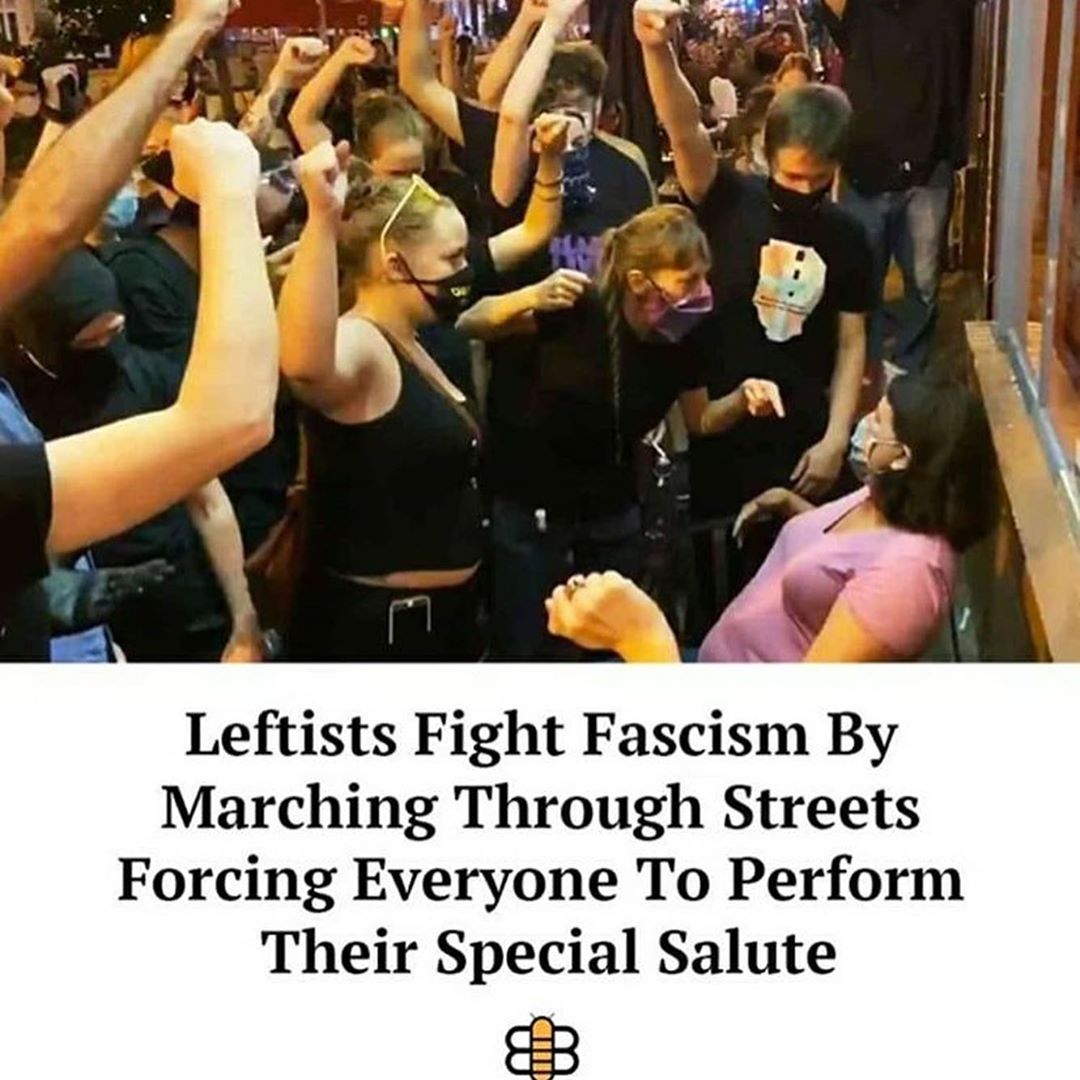 Leftists Fight Fascism By
Marching Through Streets
Forcing Everyone To Perform
Their Special Salute